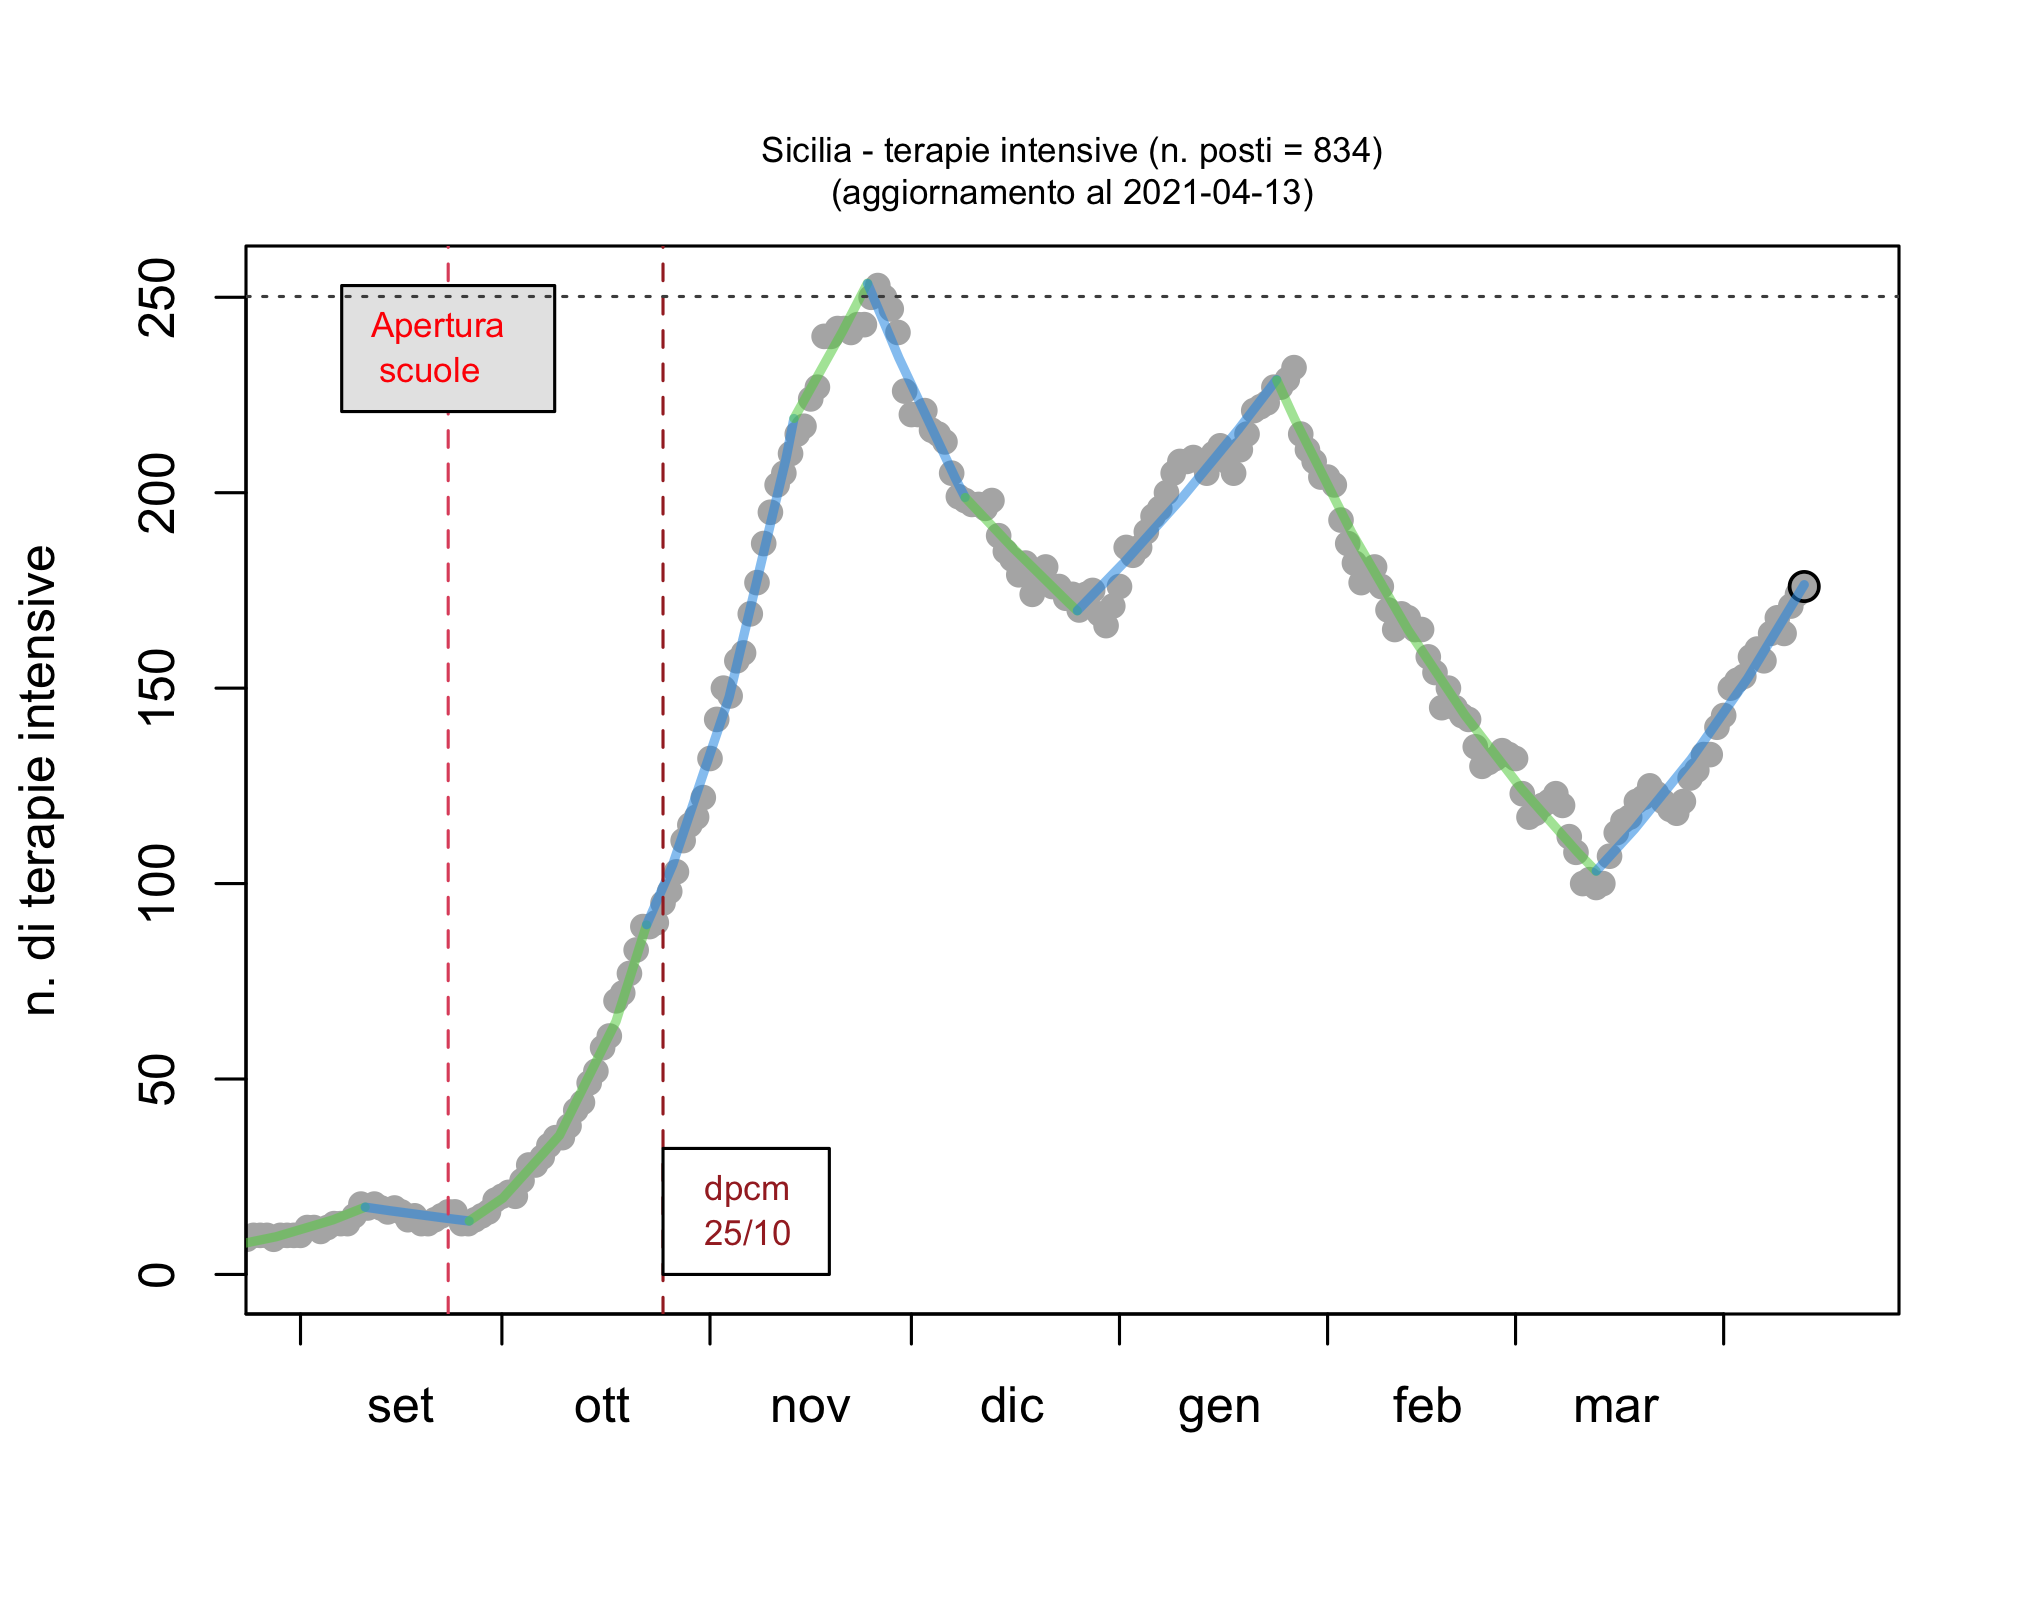 Sicilia - terapie intensive (n. posti = 834)
(aggiornamento al 2021-04-13)
n. di terapie intensive
250
200
150
100
50
0
Apertura
scuole
dpcm
25/10
set ott nov dic gen feb mar